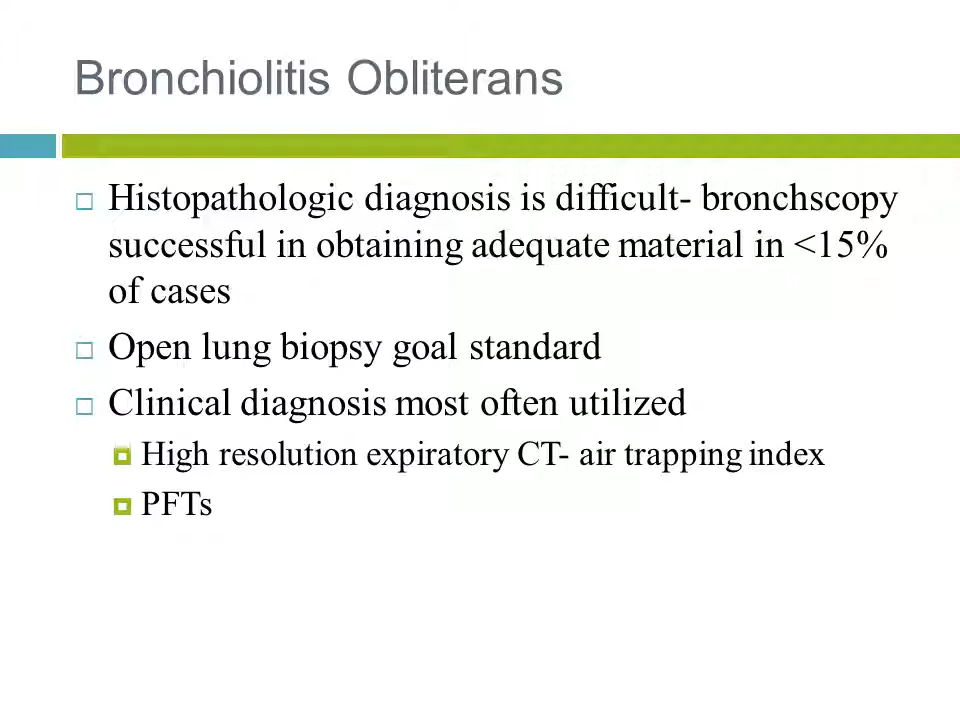 Bronchiolitis Obliterans
Histopathologic diagnosis is difficult- bronchscopy
successful in obtaining adequate material in <15%
of cases
Open lung biopsy goal standard
Clinical diagnosis most often utilized
High resolution expiratory CT- air trapping index
PFTs